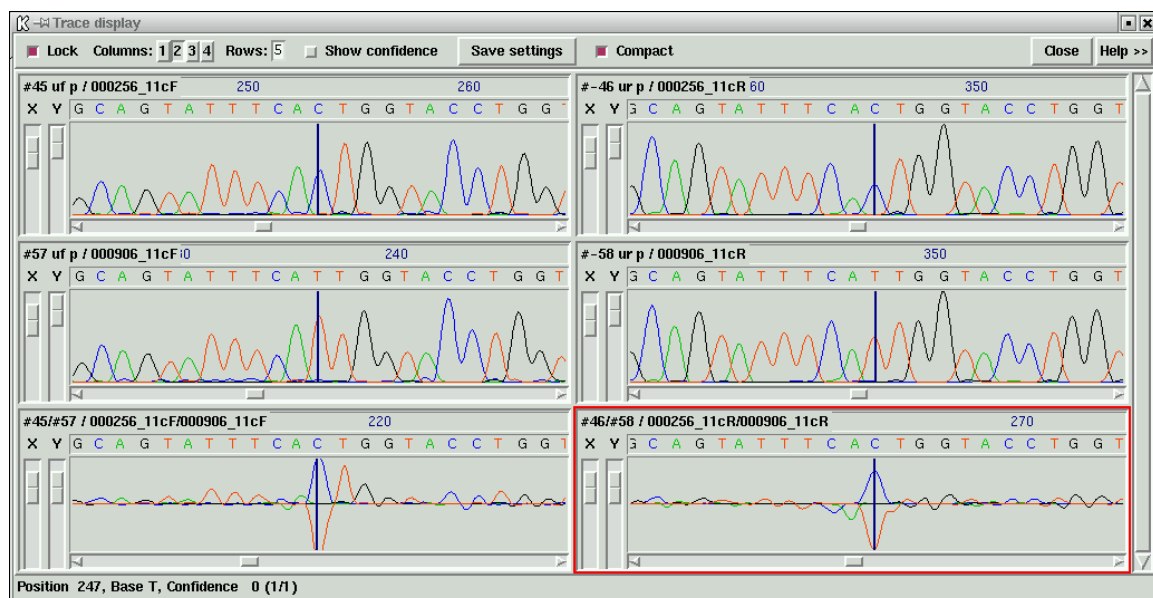 Trace display
Lock Columns: 1 2 3 4 Rows: 5 Show confidence Save settings Compact Close Help >>
#45 uf p / 000256_11cF 250 260
X Y G C A G T A T T T C A C T G G T A C C T G G T
#-46 ur p / 000256_11cR 60 350
X Y G C A G T A T T T C A C T G G T A C C T G G T
#57 uf p / 000906_11cF 240
X Y G C A G T A T T T C A T T G G T A C C T G G T
#-58 ur p / 000906_11cR 350
X Y G C A G T A T T T C A T T G G T A C C T G G T
#45/#57 / 000256_11cF/000906_11cF 220
X Y G C A G T A T T T C A C T G G T A C C T G G T
#46/#58 / 000256_11cR/000906_11cR 270
X Y G C A G T A T T T C A C T G G T A C C T G G T
Position 247, Base T, Confidence 0 (1/1)